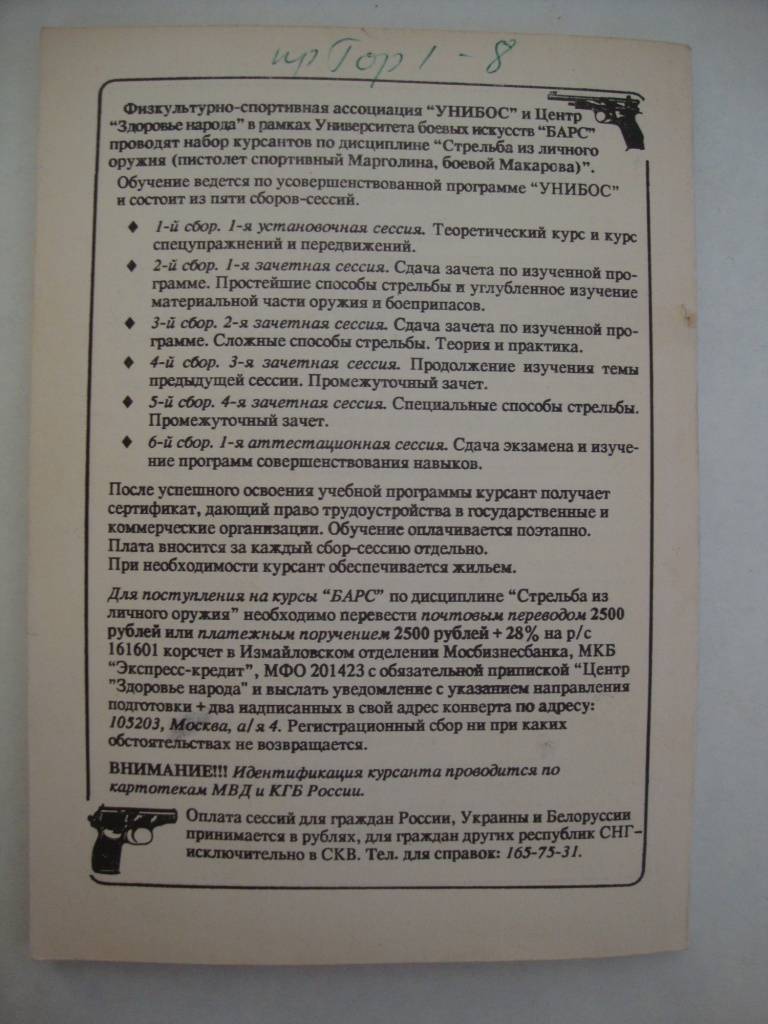 пр Тор 1 - 8
Физкультурно-спортивная ассоциация "УНИБОС" и Центр
"Здоровье народа" в рамках Университета боевых искусств "БАРС"
проводят набор курсантов по дисциплине "Стрельба из личного
оружия (пистолет спортивный Марголина, боевой Макарова)".
Обучение ведется по усовершенствованной программе "УНИБОС"
и состоит из пяти сборов-сессий.
♦ 1-й сбор. 1-я установочная сессия. Теоретический курс и курс
спецупражнений и передвижений.
♦ 2-й сбор. 1-я зачетная сессия. Сдача зачета по изученной про-
грамме. Простейшие способы стрельбы и углубленное изучение
материальной части оружия и боеприпасов.
♦ 3-й сбор. 2-я зачетная сессия. Сдача зачета по изученной про-
грамме. Сложные способы стрельбы. Теория и практика.
♦ 4-й сбор. 3-я зачетная сессия. Продолжение изучения темы
предыдущей сессии. Промежуточный зачет.
♦ 5-й сбор. 4-я зачетная сессия. Специальные способы стрельбы.
Промежуточный зачет.
♦ 6-й сбор. 1-я аттестационная сессия. Сдача экзамена и изуче-
ние программ совершенствования навыков.
После успешного освоения учебной программы курсант получает
сертификат, дающий право трудоустройства в государственные и
коммерческие организации. Обучение оплачивается поэтапно.
Плата вносится за каждый сбор-сессию отдельно.
При необходимости курсант обеспечивается жильем.
Для поступления на курсы "БАРС" по дисциплине "Стрельба из
личного оружия" необходимо перевести почтовым переводом 2500
рублей или платежным поручением 2500 рублей + 28% на р/с
161601 корсчет в Измайловском отделении Мосбизнесбанка, МКБ
"Экспресс-кредит", МФО 201423 с обязательной припиской "Центр
"Здоровье народа" и выслать уведомление с указанием направления
подготовки + два надписанных в свой адрес конверта по адресу:
105203, Москва, а/я 4. Регистрационный сбор ни при каких
обстоятельствах не возвращается.
ВНИМАНИЕ!!! Идентификация курсанта проводится по
картотекам МВД и КГБ России.
Оплата сессий для граждан России, Украины и Белоруссии
принимается в рублях, для граждан других республик СНГ-
исключительно в СКВ. Тел. для справок: 165-75-31.